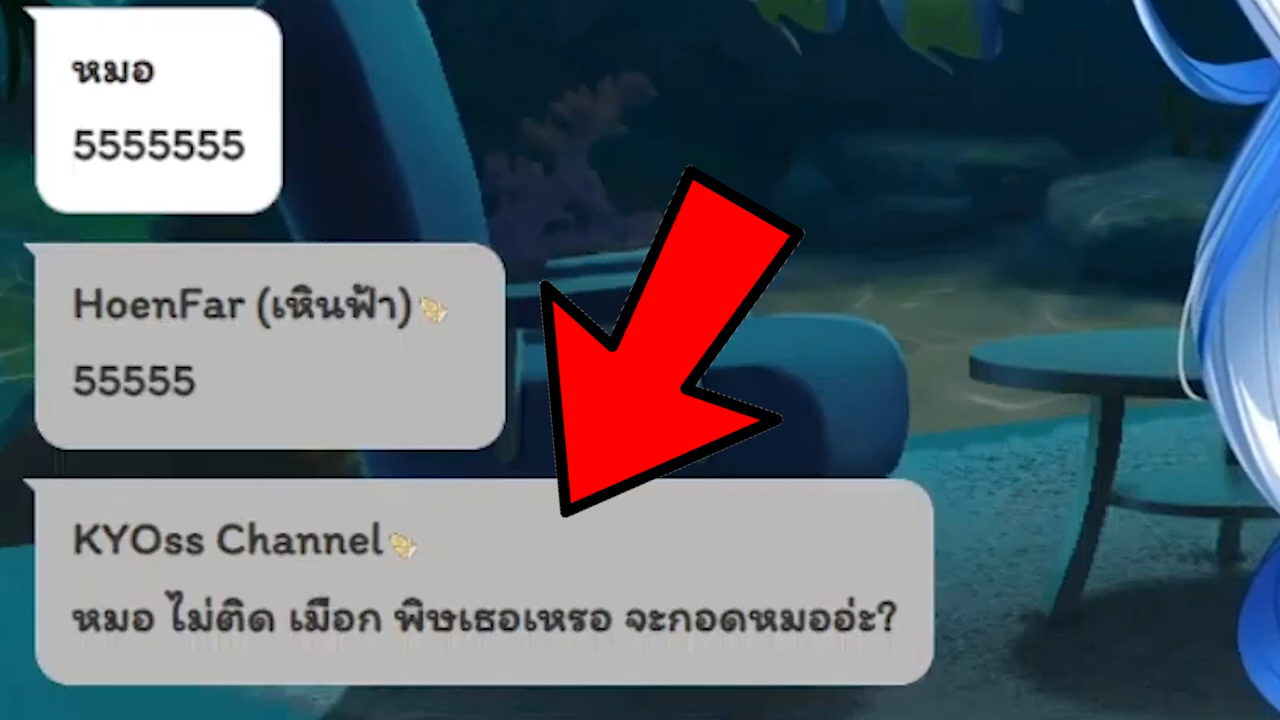 หมอ
5555555
HoenFar (เหินฟ้า)
55555
KYOss Channel
หมอ ไม่ติด เมือก พิษเธอเหรอ จะกอดหมออ่ะ?